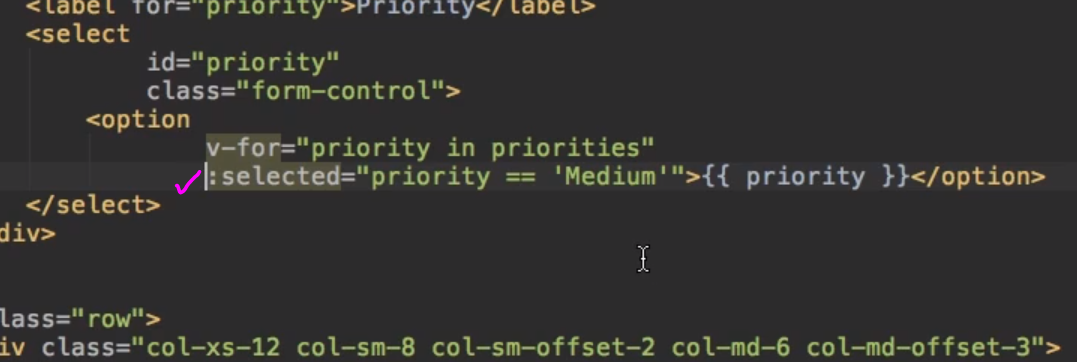 <label for="priority">Priority</label>
<select
id="priority"
class="form-control">
<option
v-for="priority in priorities"
:selected="priority == 'Medium'">{{ priority }}</option>
</select>
div>
lass="row">
iv class="col-xs-12 col-sm-8 col-sm-offset-2 col-md-6 col-md-offset-3">